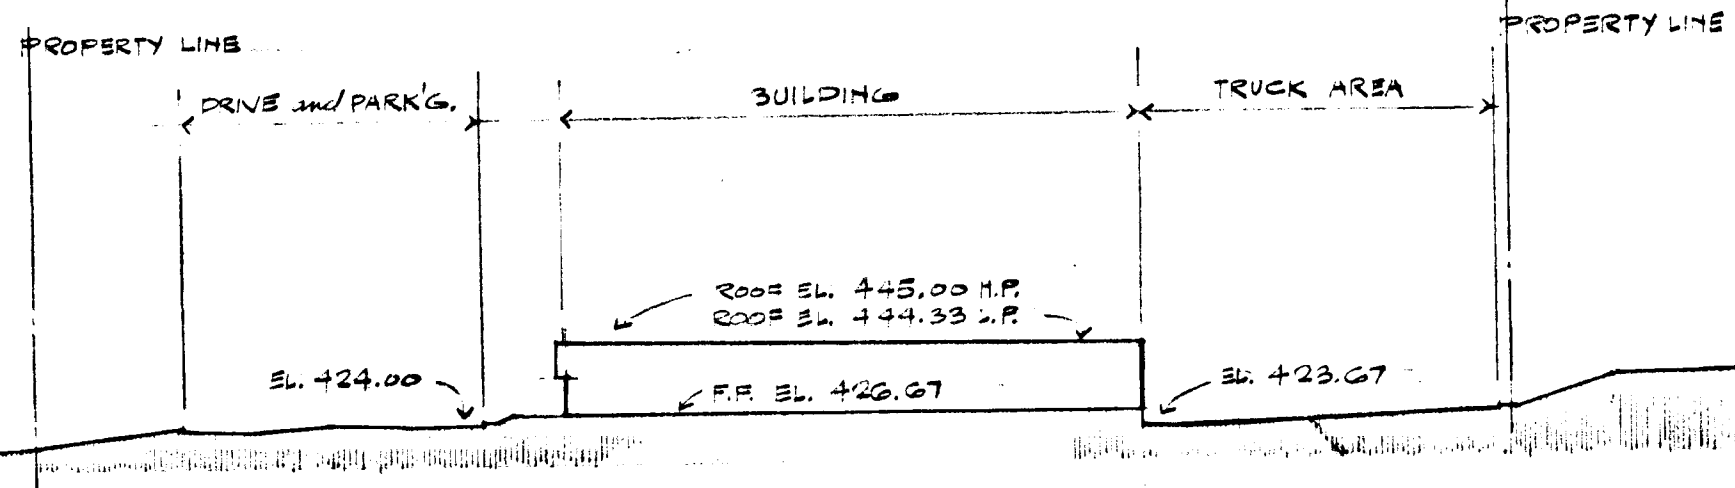 PROPERTY LINE
PROPERTY LINE
DRIVE and PARK'G.
BUILDING
TRUCK AREA
ROOF EL. 445.00 H.P.
ROOF EL. 444.33 L.P.
EL. 424.00
F.F. EL. 426.67
EL. 423.67